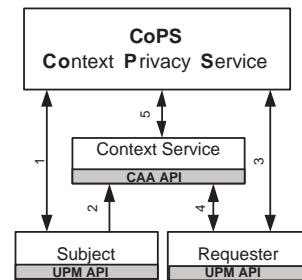 CoPS
Context Privacy Service
5
1
3
Context Service
CAA API
2
4
Subject
UPM API
Requester
UPM API